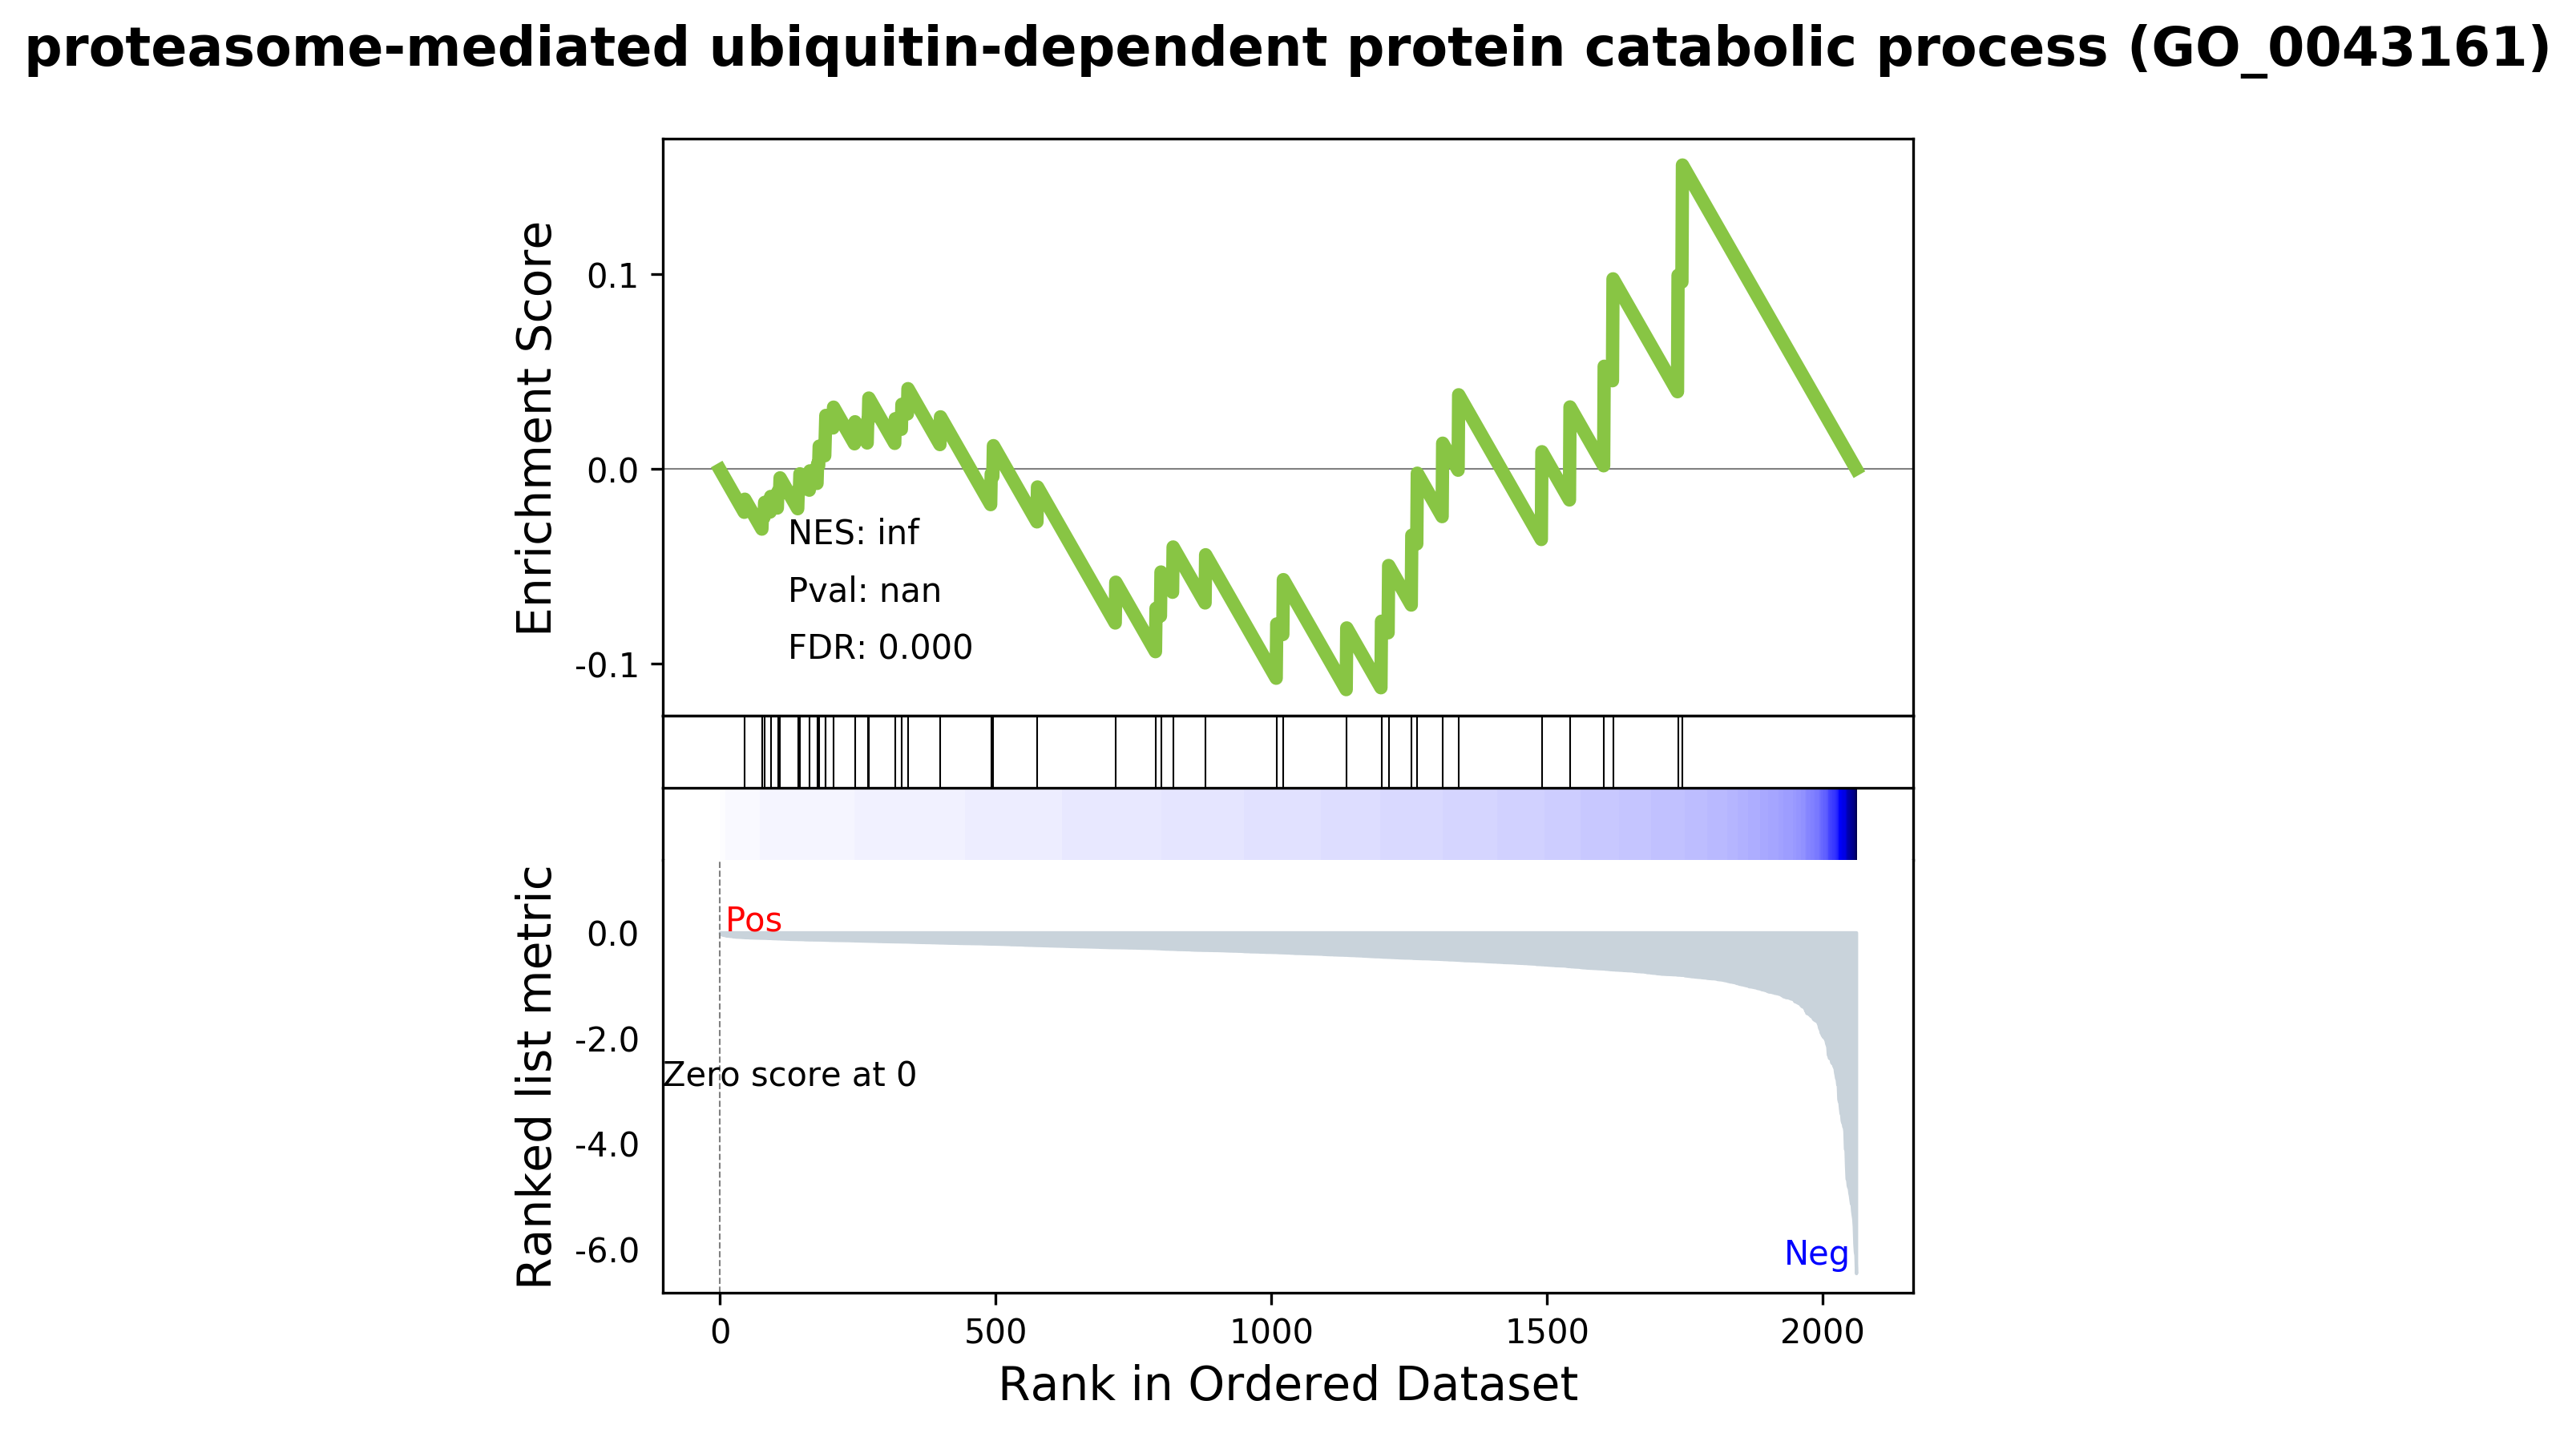 proteasome-mediated ubiquitin-dependent protein catabolic process (GO_0043161)
Enrichment Score
0.1
0.0
-0.1
NES: inf
Pval: nan
FDR: 0.000
Ranked list metric
0.0
-2.0
-4.0
-6.0
Pos
Zero score at 0
Neg
0 500 1000 1500 2000
Rank in Ordered Dataset